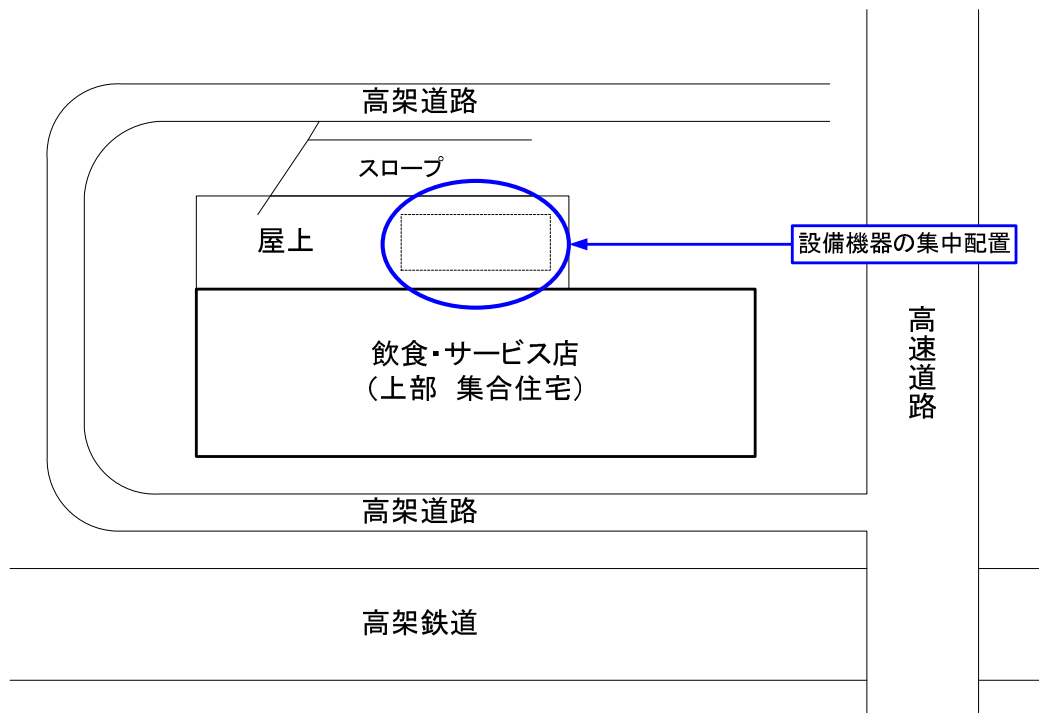 高架道路
スロープ
屋上
設備機器の集中配置
飲食・サービス店
(上部 集合住宅)
高速道路
高架道路
高架鉄道